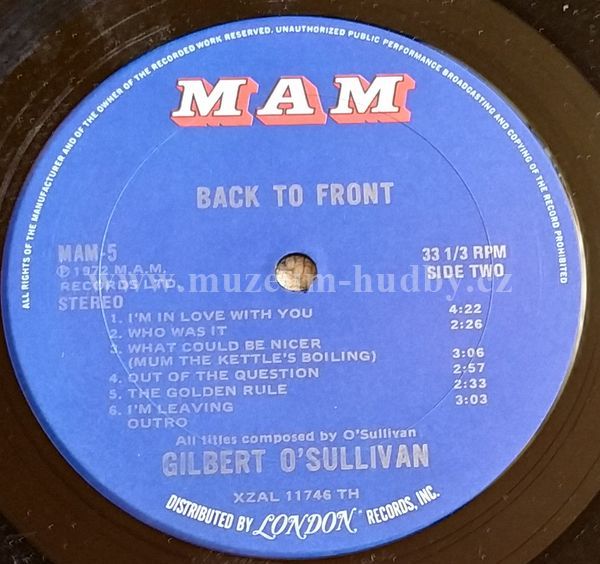 ALL RIGHTS OF THE MANUFACTURER AND OF THE OWNER OF THE RECORDED WORK RESERVED. UNAUTHORIZED PUBLIC PERFORMANCE BROADCASTING AND COPYING OF THE RECORD PROHIBITED
MAM
BACK TO FRONT
MAM-5
℗ 1972 M.A.M.
RECORDS LTD.
STEREO
33 1/3 RPM
SIDE TWO
www.muzeum-hudby.cz
1. I'M IN LOVE WITH YOU 4:22
2. WHO WAS IT 2:26
3. WHAT COULD BE NICER
(MUM THE KETTLE'S BOILING) 3:06
4. OUT OF THE QUESTION 2:57
5. THE GOLDEN RULE 2:33
6. I'M LEAVING 3:03
OUTRO
All titles composed by O'Sullivan
GILBERT O'SULLIVAN
XZAL 11746 TH
DISTRIBUTED BY LONDON RECORDS, INC.